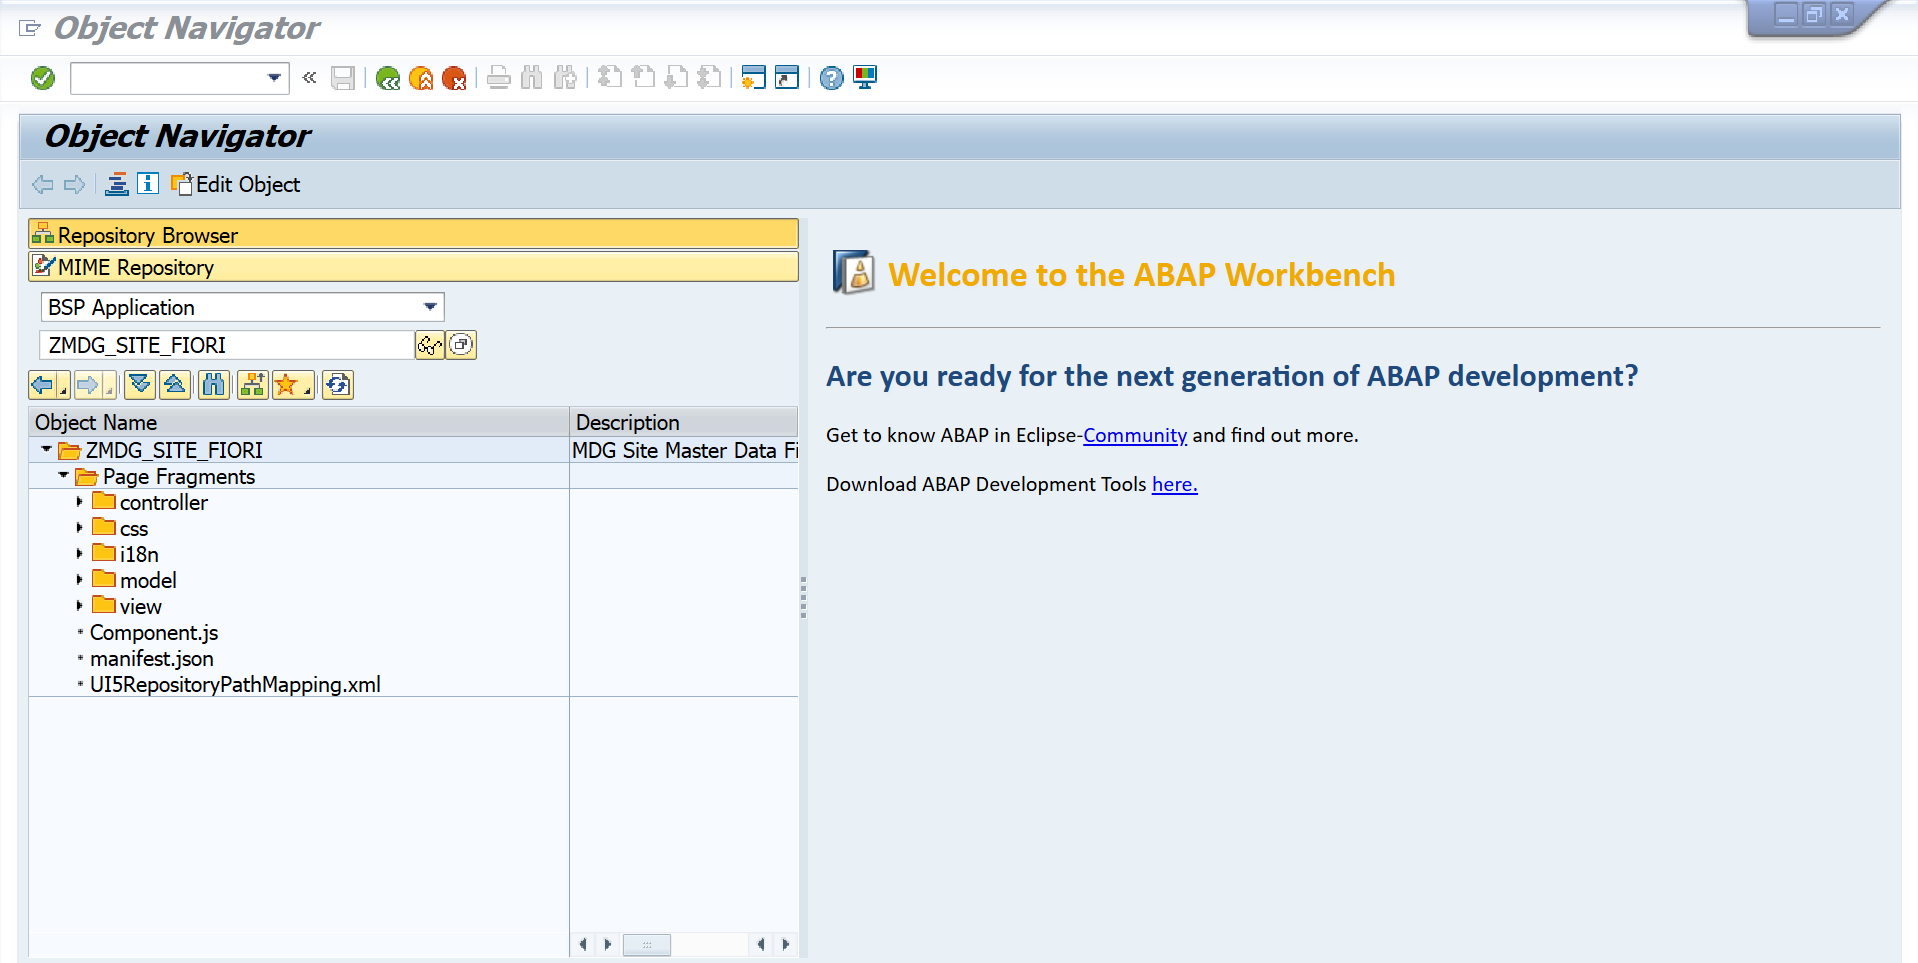 Object Navigator
Object Navigator
Edit Object
Repository Browser
MIME Repository
BSP Application
ZMDG_SITE_FIORI
Object Name Description
ZMDG_SITE_FIORI MDG Site Master Data Fi
Page Fragments
controller
css
i18n
model
view
Component.js
manifest.json
UI5RepositoryPathMapping.xml
Welcome to the ABAP Workbench
Are you ready for the next generation of ABAP development?
Get to know ABAP in Eclipse-Community and find out more.
Download ABAP Development Tools here.